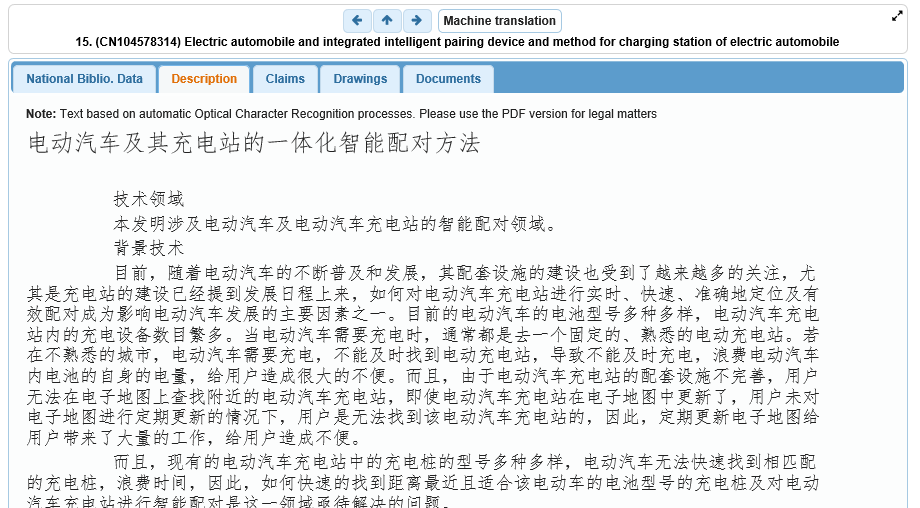 Machine translation
15. (CN104578314) Electric automobile and integrated intelligent pairing device and method for charging station of electric automobile
National Biblio. Data Description Claims Drawings Documents
Note: Text based on automatic Optical Character Recognition processes. Please use the PDF version for legal matters
电动汽车及其充电站的一体化智能配对方法
技术领域
本发明涉及电动汽车及电动汽车充电站的智能配对领域。
背景技术
目前，随着电动汽车的不断普及和发展，其配套设施的建设也受到了越来越多的关注，尤
其是充电站的建设已经提到发展日程上来，如何对电动汽车充电站进行实时、快速、准确地定位及有
效配对成为影响电动汽车发展的主要因素之一。目前的电动汽车的电池型号多种多样，电动汽车充电
站内的充电设备数目繁多。当电动汽车需要充电时，通常都是去一个固定的、熟悉的电动充电站。若
在不熟悉的城市，电动汽车需要充电，不能及时找到电动充电站，导致不能及时充电，浪费电动汽车
内电池的自身的电量，给用户造成很大的不便。而且，由于电动汽车充电站的配套设施不完善，用户
无法在电子地图上查找附近的电动汽车充电站，即使电动汽车充电站在电子地图中更新了，用户未对
电子地图进行定期更新的情况下，用户是无法找到该电动汽车充电站的，因此，定期更新电子地图给
用户带来了大量的工作，给用户造成不便。
而且，现有的电动汽车充电站中的充电桩的型号多种多样，电动汽车无法快速找到相匹配
的充电桩，浪费时间，因此，如何快速的找到距离最近且适合该电动车的电池型号的充电桩及对电动
汽车充电站进行智能配对是这一领域亟待解决的问题。